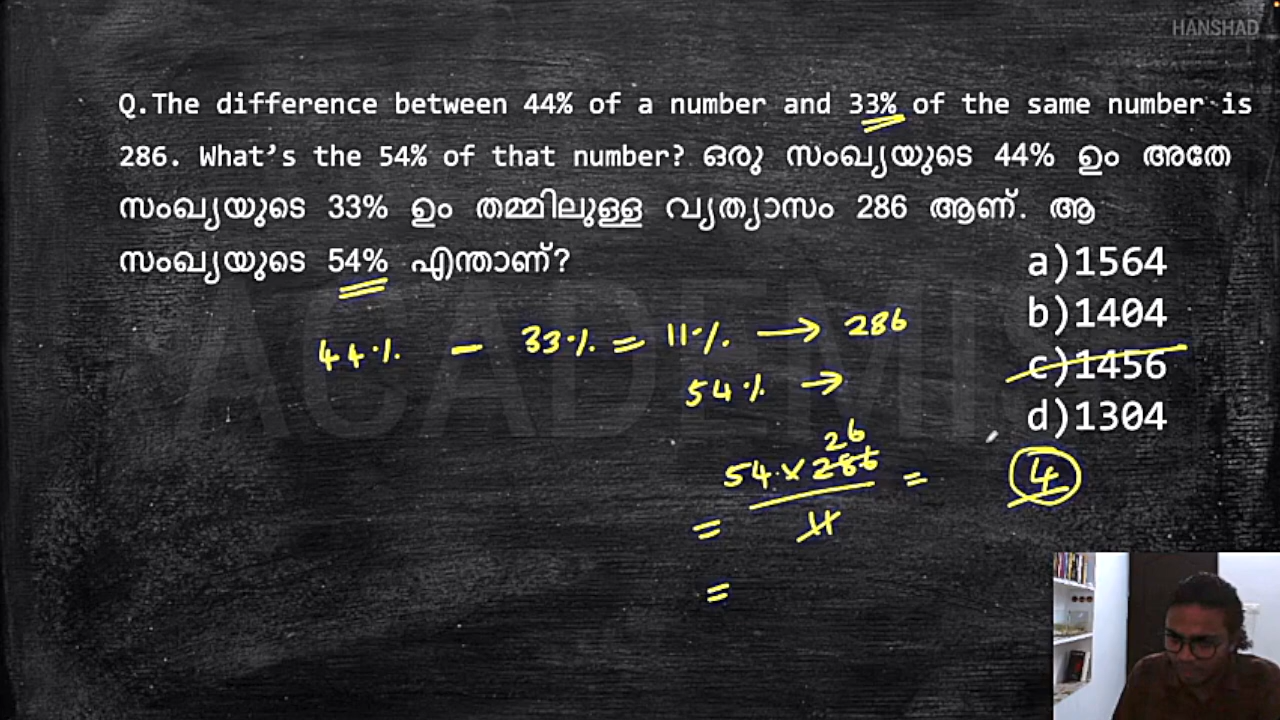 HANSHAD
Q.The difference between 44% of a number and 33% of the same number is
286. What’s the 54% of that number? ഒരു സംഖ്യയുടെ 44% ഉം അതേ
സംഖ്യയുടെ 33% ഉം തമ്മിലുള്ള വ്യത്യാസം 286 ആണ്. ആ
സംഖ്യയുടെ 54% എന്താണ്?
a)1564
b)1404
c)1456
d)1304
44% - 33% = 11% → 286
54% →
26
= 54 × 286 =
11
=
4